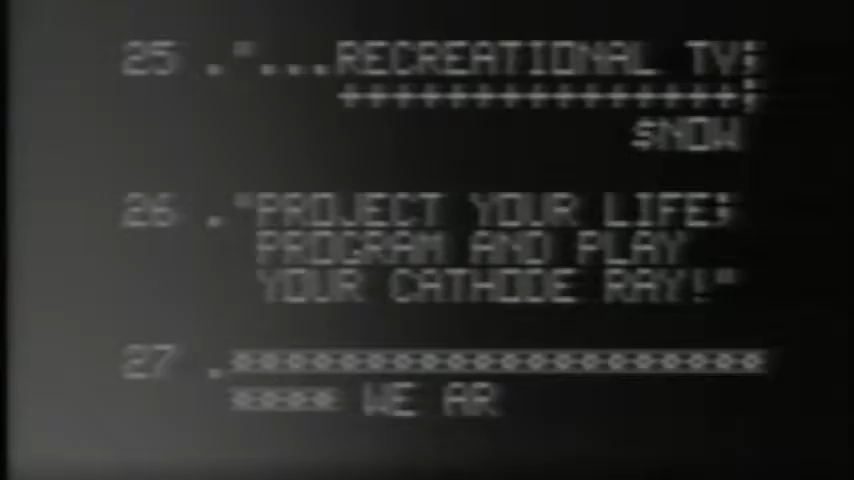 25 ."...RECREATIONAL TV;
++++++++++++++++;
$NOW
26 ."PROJECT YOUR LIFE;
PROGRAM AND PLAY
YOUR CATHODE RAY!"
27 .********************
**** WE AR